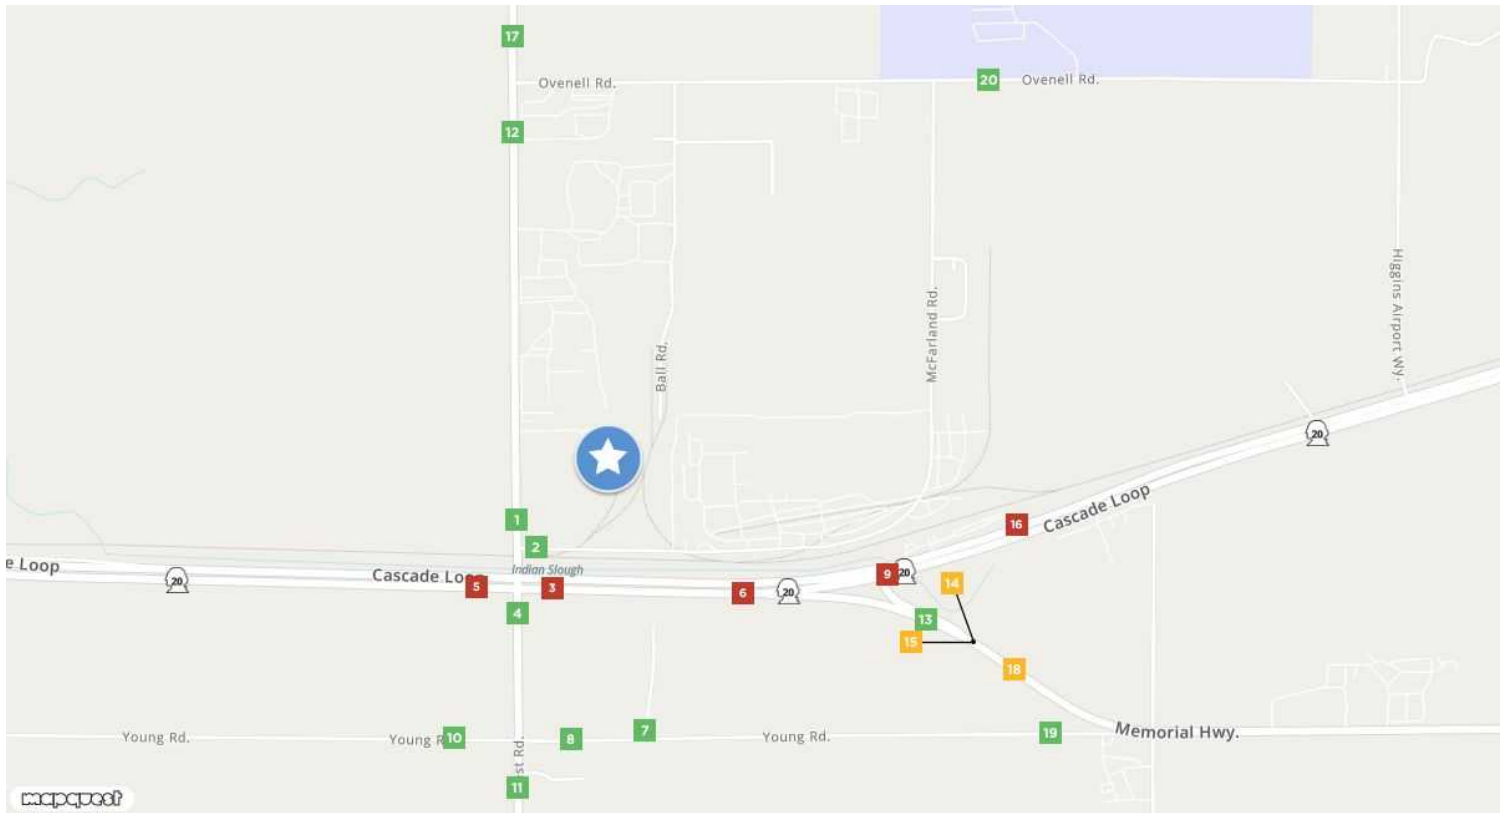 17
Ovenell Rd.
20
Ovenell Rd.
12
Higgins Airport Wy.
McFarland Rd.
Ball Rd.
20
Cascade Loop
16
1
2
e Loop
20
Cascade Loop
Indian Slough
5
3
6
20
9
20
14
4
13
15
18
Young Rd.
Young R
10
8
7
Young Rd.
19
Memorial Hwy.
st Rd.
11
mapquest